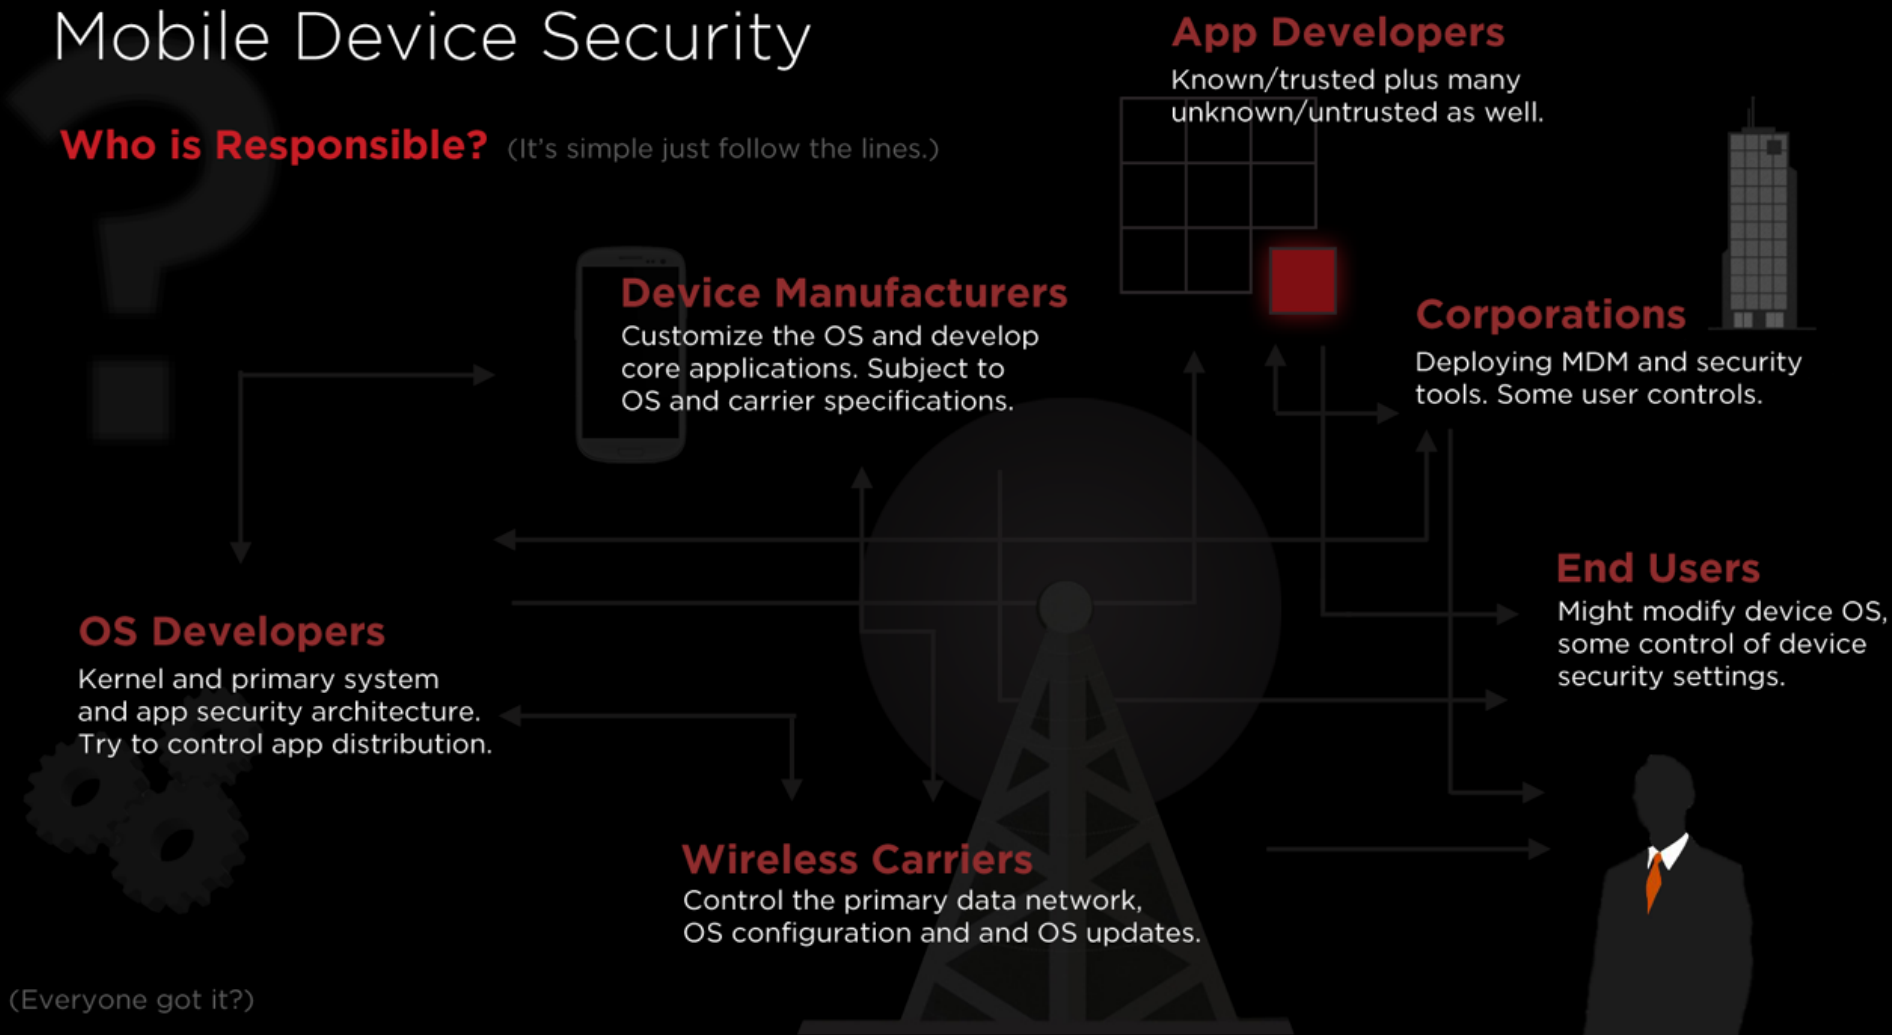 Mobile Device Security
Who is Responsible? (It's simple just follow the lines.)
App Developers
Known/trusted plus many
unknown/untrusted as well.
Device Manufacturers
Customize the OS and develop
core applications. Subject to
OS and carrier specifications.
Corporations
Deploying MDM and security
tools. Some user controls.
End Users
Might modify device OS,
some control of device
security settings.
OS Developers
Kernel and primary system
and app security architecture.
Try to control app distribution.
Wireless Carriers
Control the primary data network,
OS configuration and and OS updates.
(Everyone got it?)